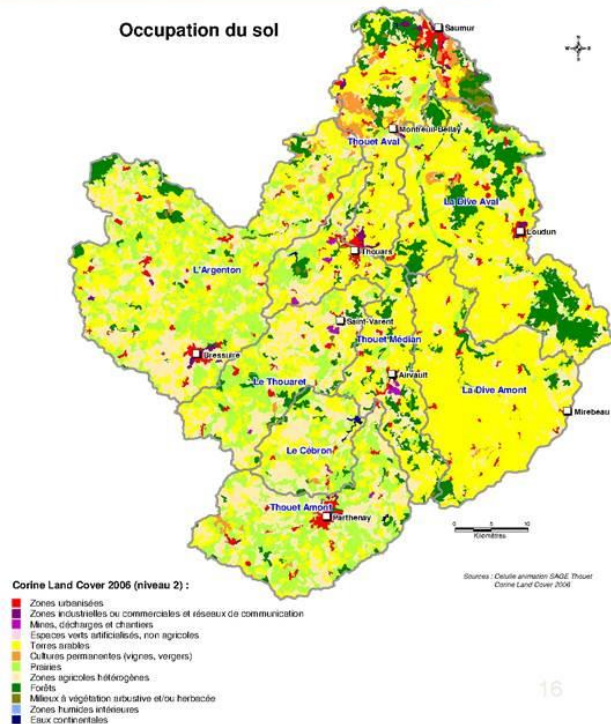 Occupation du sol
Saumur
Montreuil-Bellay
Thouet Aval
La Dive Aval
Loudun
Thouars
L'Argenton
Saint-Varent
Thouet Médian
Bressuire
Airvault
Le Thouaret
La Dive Amont
Mirebeau
Le Cébron
Thouet Amont
Parthenay
0 5 10
Kilomètres
Sources : Cellule animation SAGE Thouet
Corine Land Cover 2006
Corine Land Cover 2006 (niveau 2) :
Zones urbanisées
Zones industrielles ou commerciales et réseaux de communication
Mines, décharges et chantiers
Espaces verts artificialisés, non agricoles
Terres arables
Cultures permanentes (vignes, vergers)
Prairies
Zones agricoles hétérogènes
Forêts
Milieux à végétation arbustive et/ou herbacée
Zones humides intérieures
Eaux continentales
16